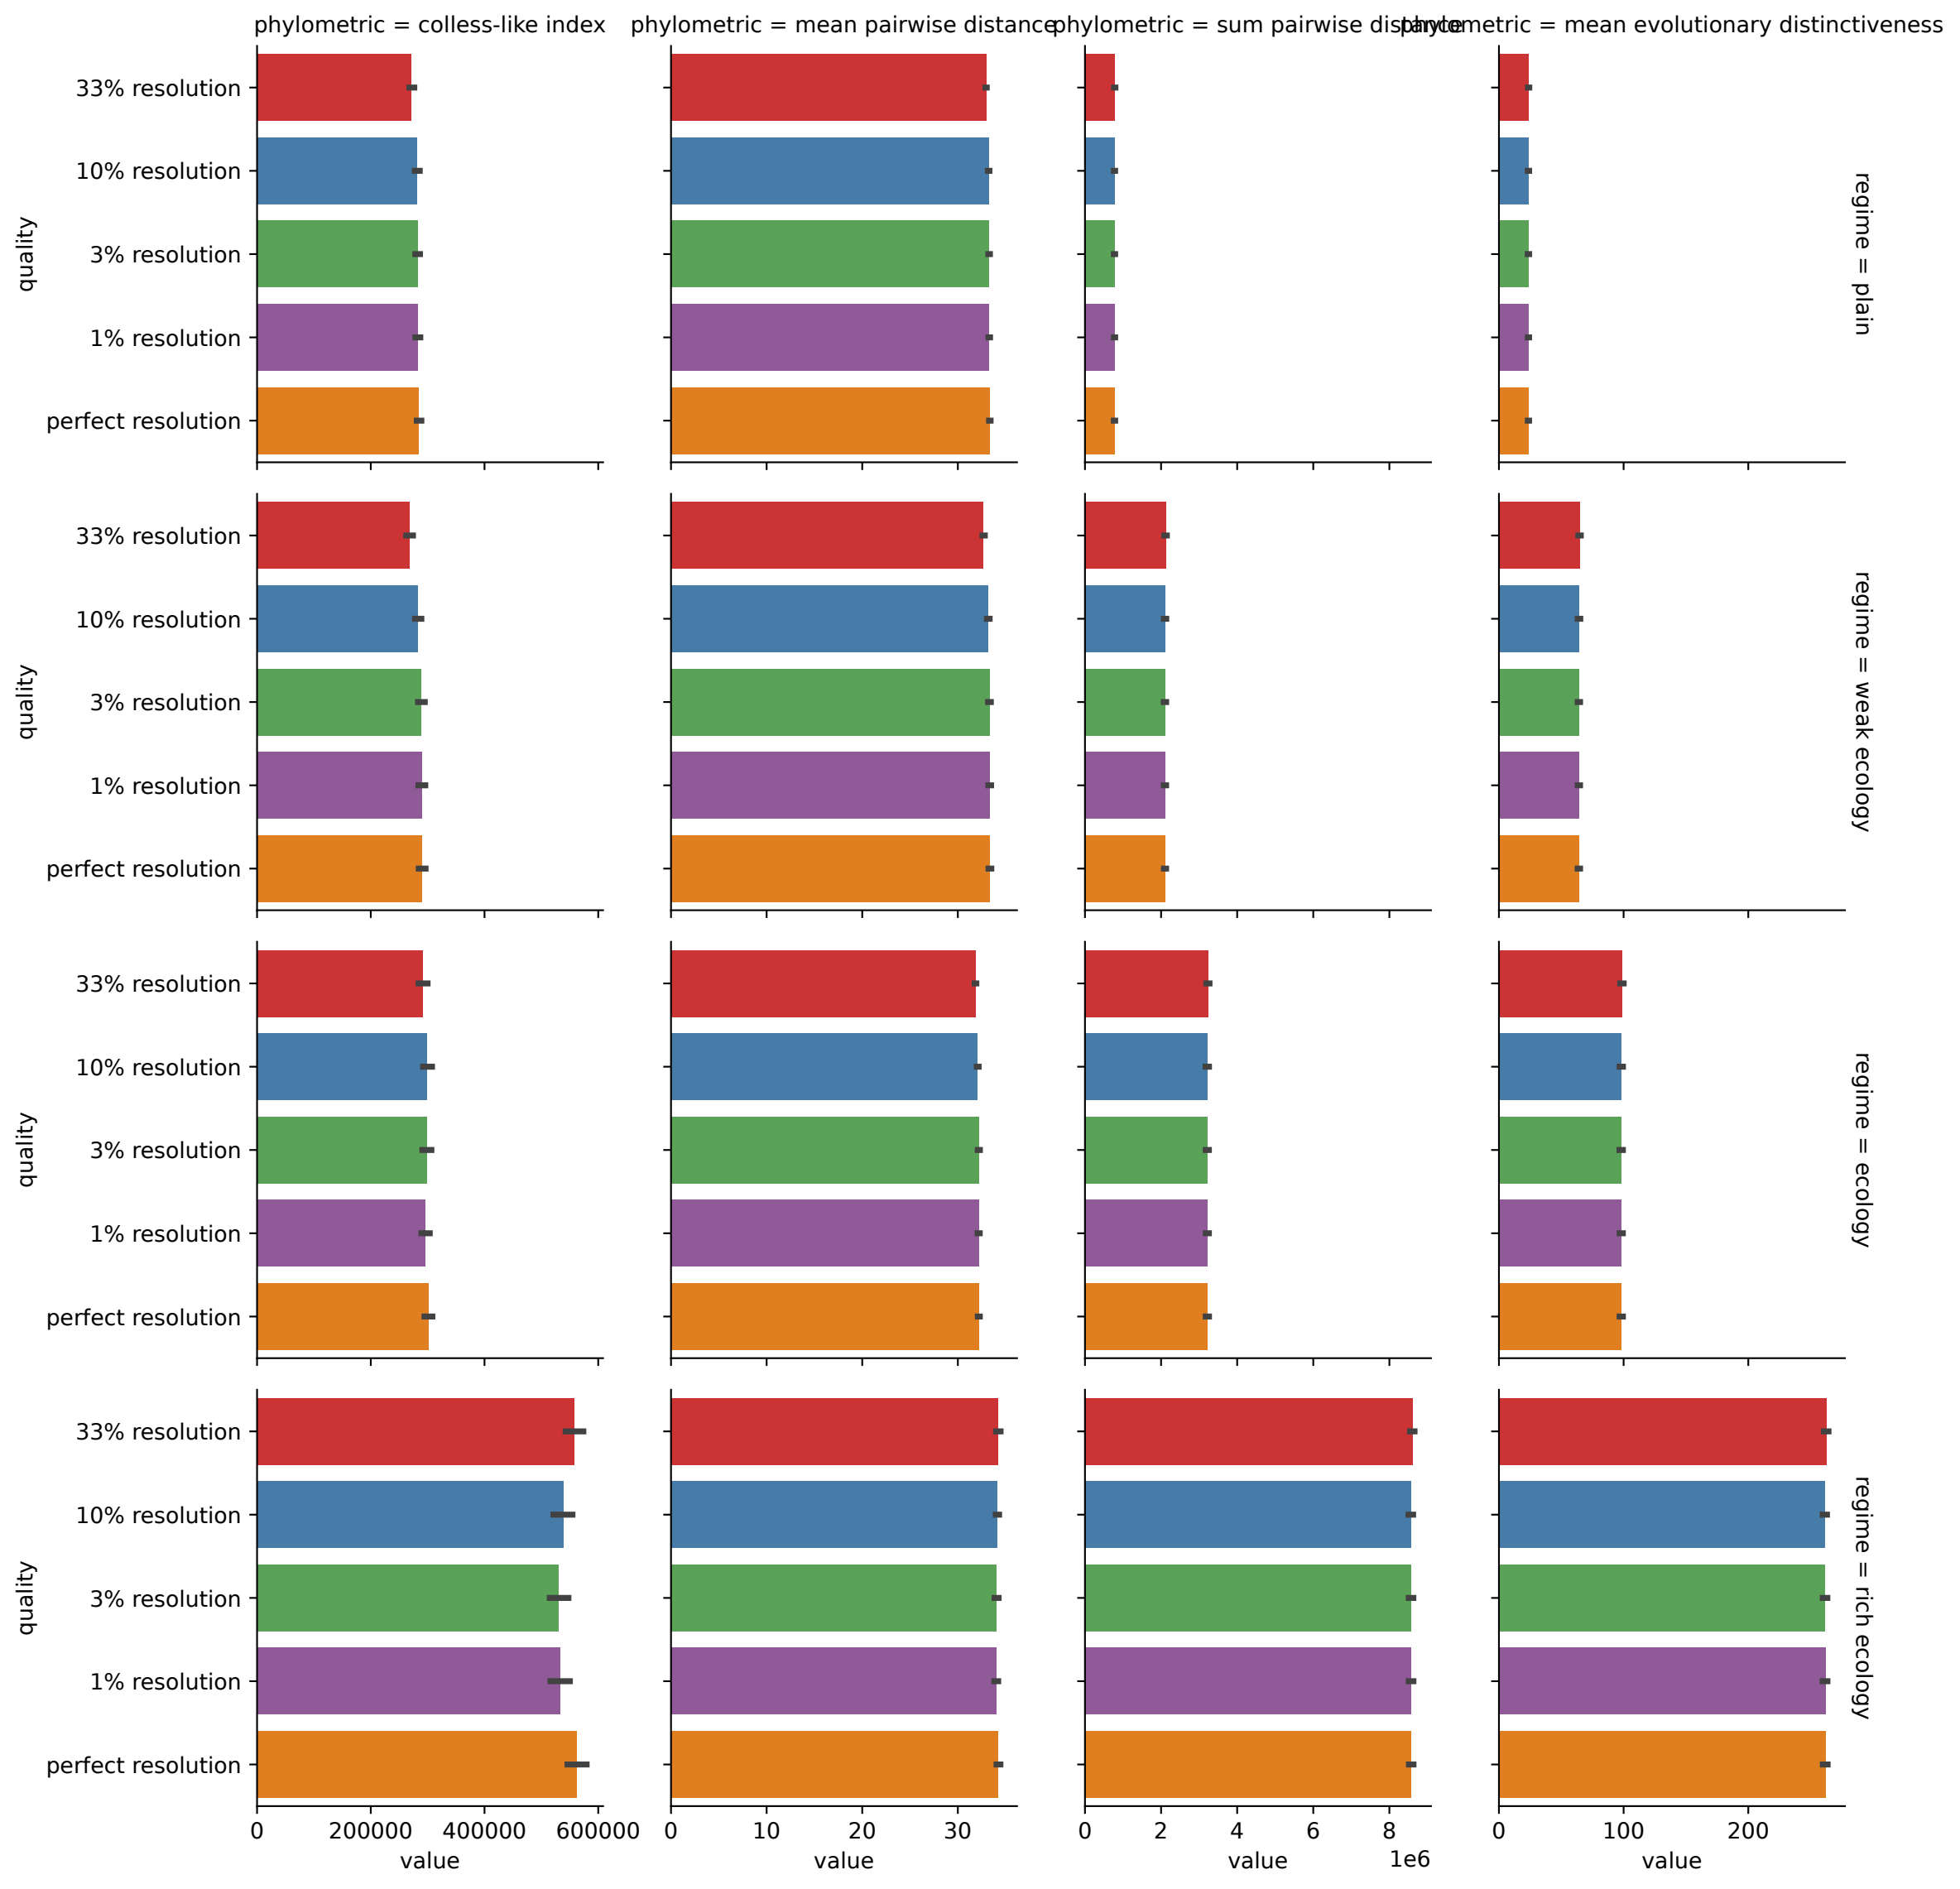 phylometric = colless-like index
phylometric = mean pairwise distance
phylometric = sum pairwise distance
phylometric = mean evolutionary distinctiveness
quality
33% resolution
10% resolution
3% resolution
1% resolution
perfect resolution
regime = plain
quality
33% resolution
10% resolution
3% resolution
1% resolution
perfect resolution
regime = weak ecology
quality
33% resolution
10% resolution
3% resolution
1% resolution
perfect resolution
regime = ecology
quality
33% resolution
10% resolution
3% resolution
1% resolution
perfect resolution
regime = rich ecology
0 200000 400000 600000
value
0 10 20 30
value
0 2 4 6 8
1e6
value
0 100 200
value